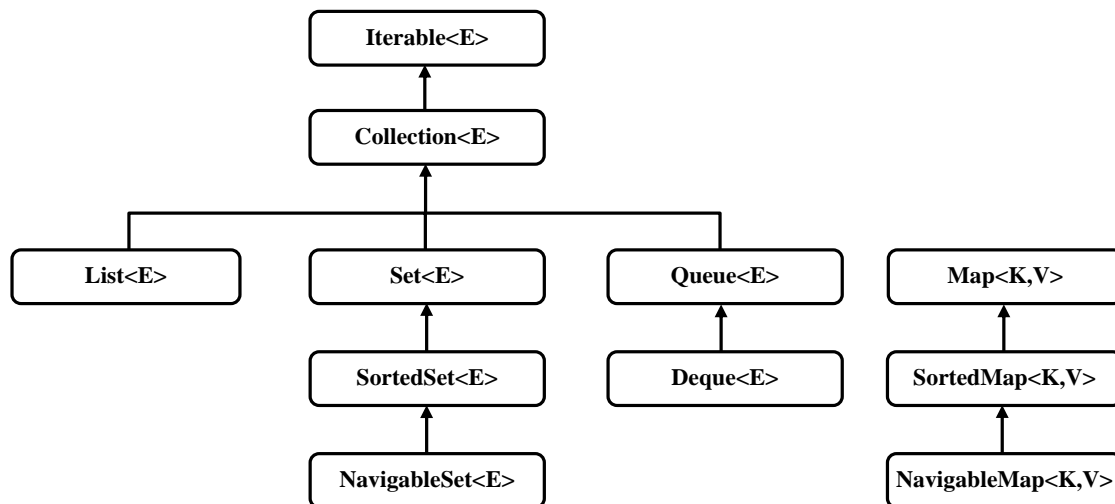 Iterable<E>
Collection<E>
List<E>
Set<E>
Queue<E>
Map<K,V>
SortedSet<E>
Deque<E>
SortedMap<K,V>
NavigableSet<E>
NavigableMap<K,V>